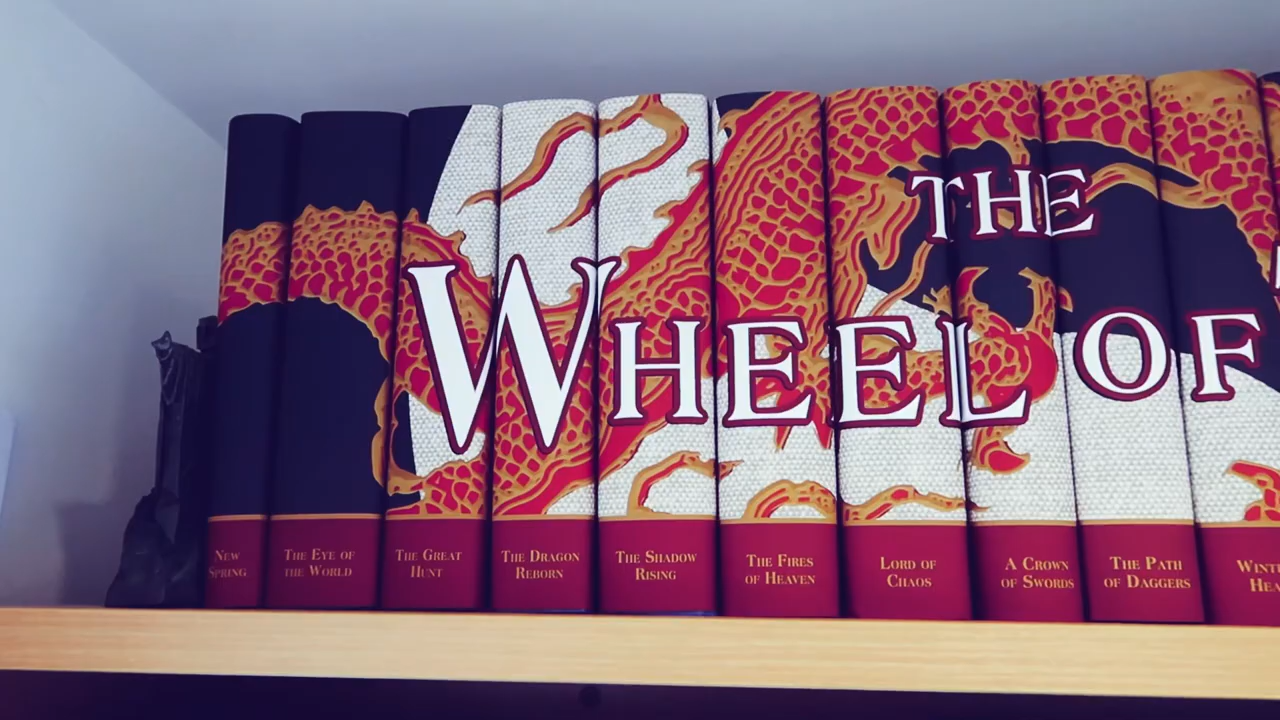 THE
WHEEL OF
NEW
SPRING
THE EYE OF
THE WORLD
THE GREAT
HUNT
THE DRAGON
REBORN
THE SHADOW
RISING
THE FIRES
OF HEAVEN
LORD OF
CHAOS
A CROWN
OF SWORDS
THE PATH
OF DAGGERS